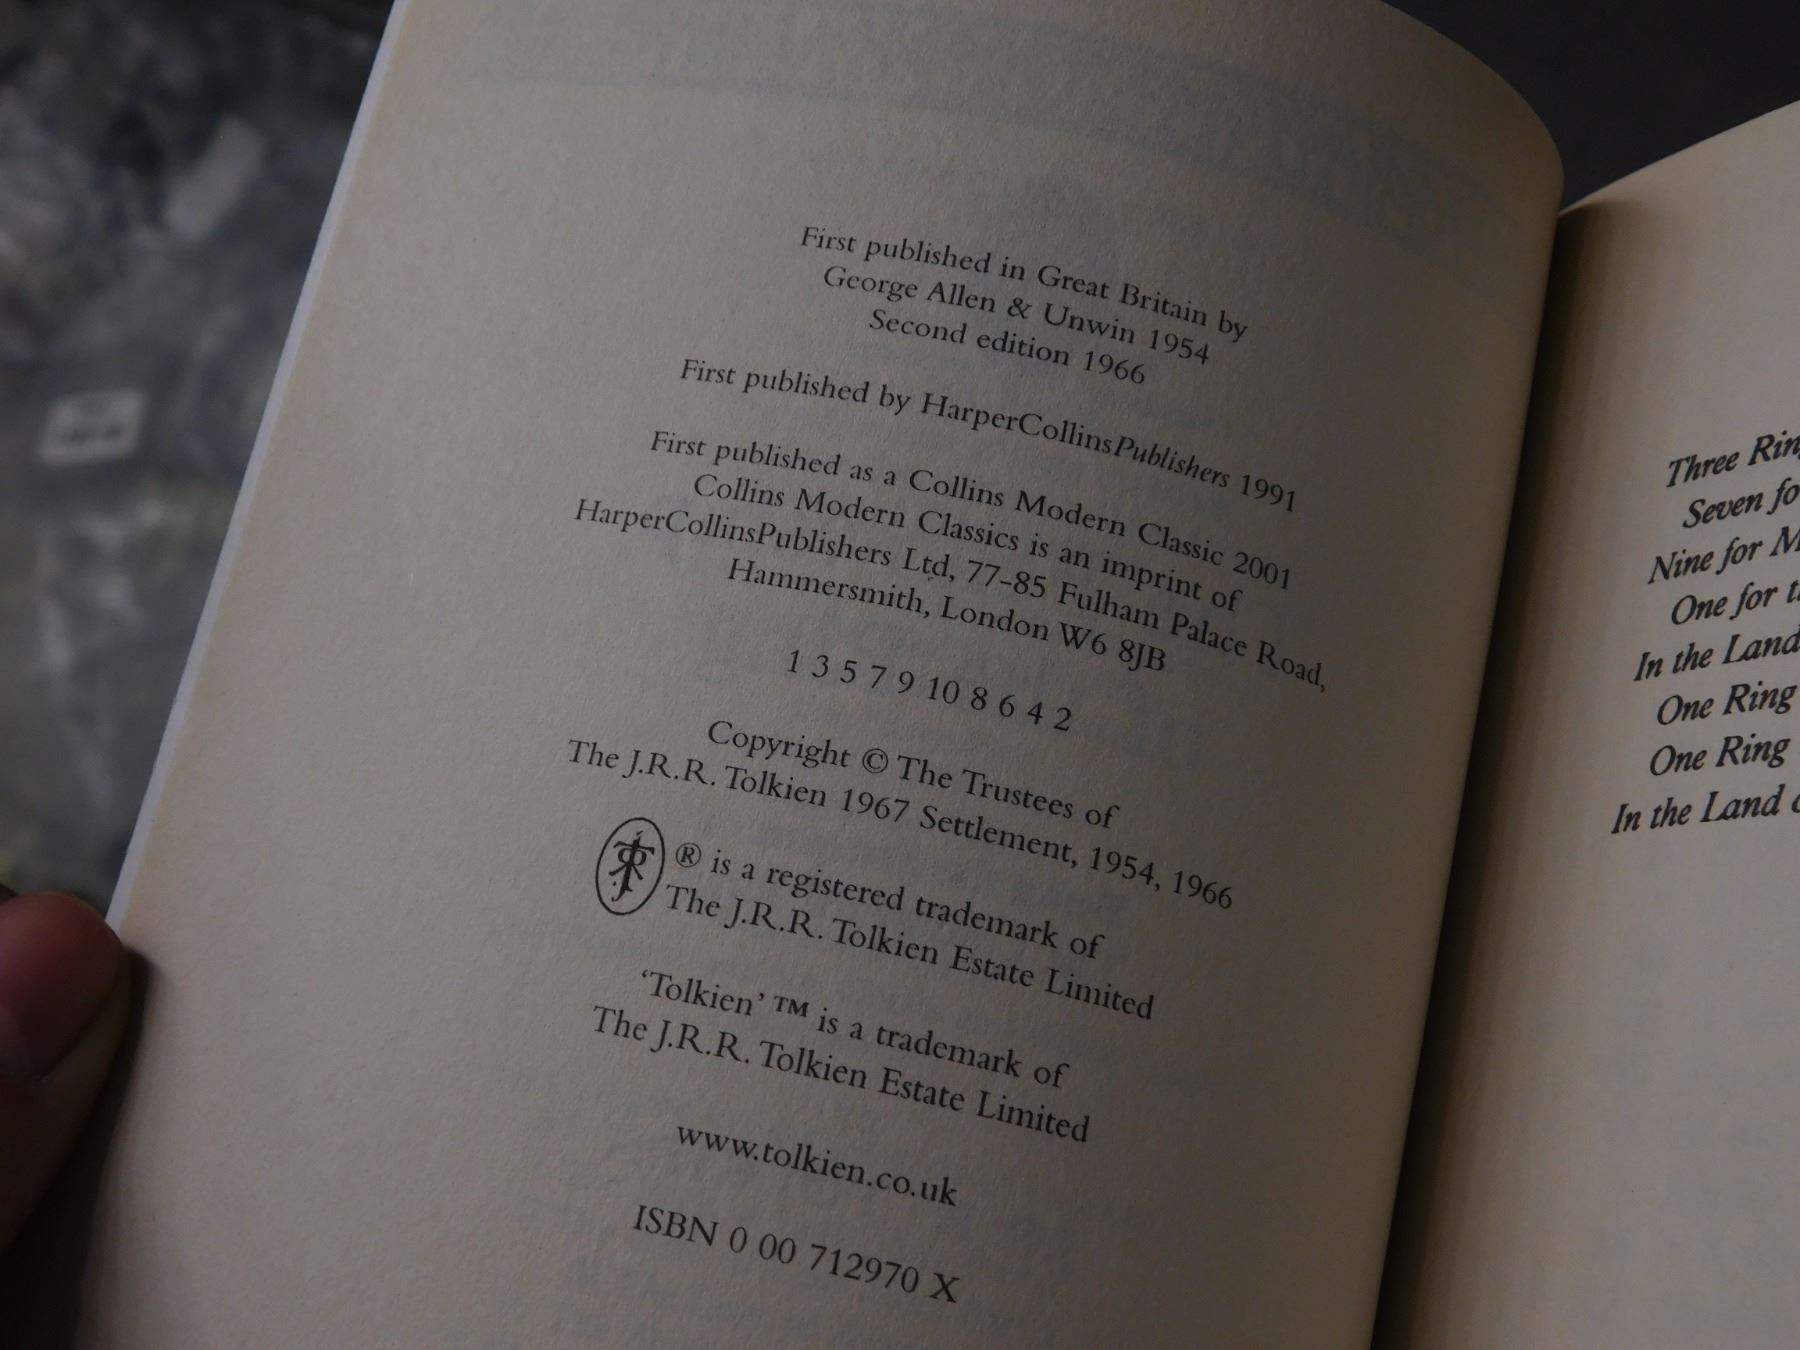 First published in Great Britain by
George Allen & Unwin 1954
Second edition 1966
First published by HarperCollinsPublishers 1991
First published as a Collins Modern Classic 2001
Collins Modern Classics is an imprint of
HarperCollinsPublishers Ltd, 77-85 Fulham Palace Road,
Hammersmith, London W6 8JB
1 3 5 7 9 10 8 6 4 2
Copyright © The Trustees of
The J.R.R. Tolkien 1967 Settlement, 1954, 1966
® is a registered trademark of
The J.R.R. Tolkien Estate Limited
‘Tolkien’ ™ is a trademark of
The J.R.R. Tolkien Estate Limited
www.tolkien.co.uk
ISBN 0 00 712970 X
Three
Seven
Nine for
One for
In the Land
One Ring
One Ring
In the Land